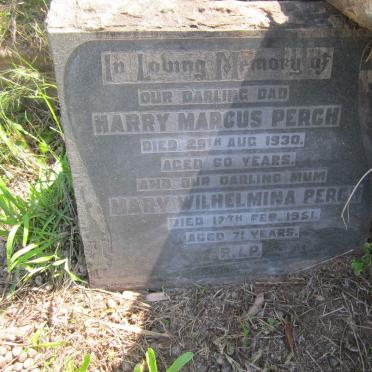 In Loving Memory of
OUR DARLING DAD
HARRY MARCUS PERCH
DIED 29TH AUG 1930.
AGED 60 YEARS.
AND OUR DARLING MUM
MARY WILHELMINA PERCH
DIED 17TH FEB. 1951.
AGED 71 YEARS.
R.I.P.